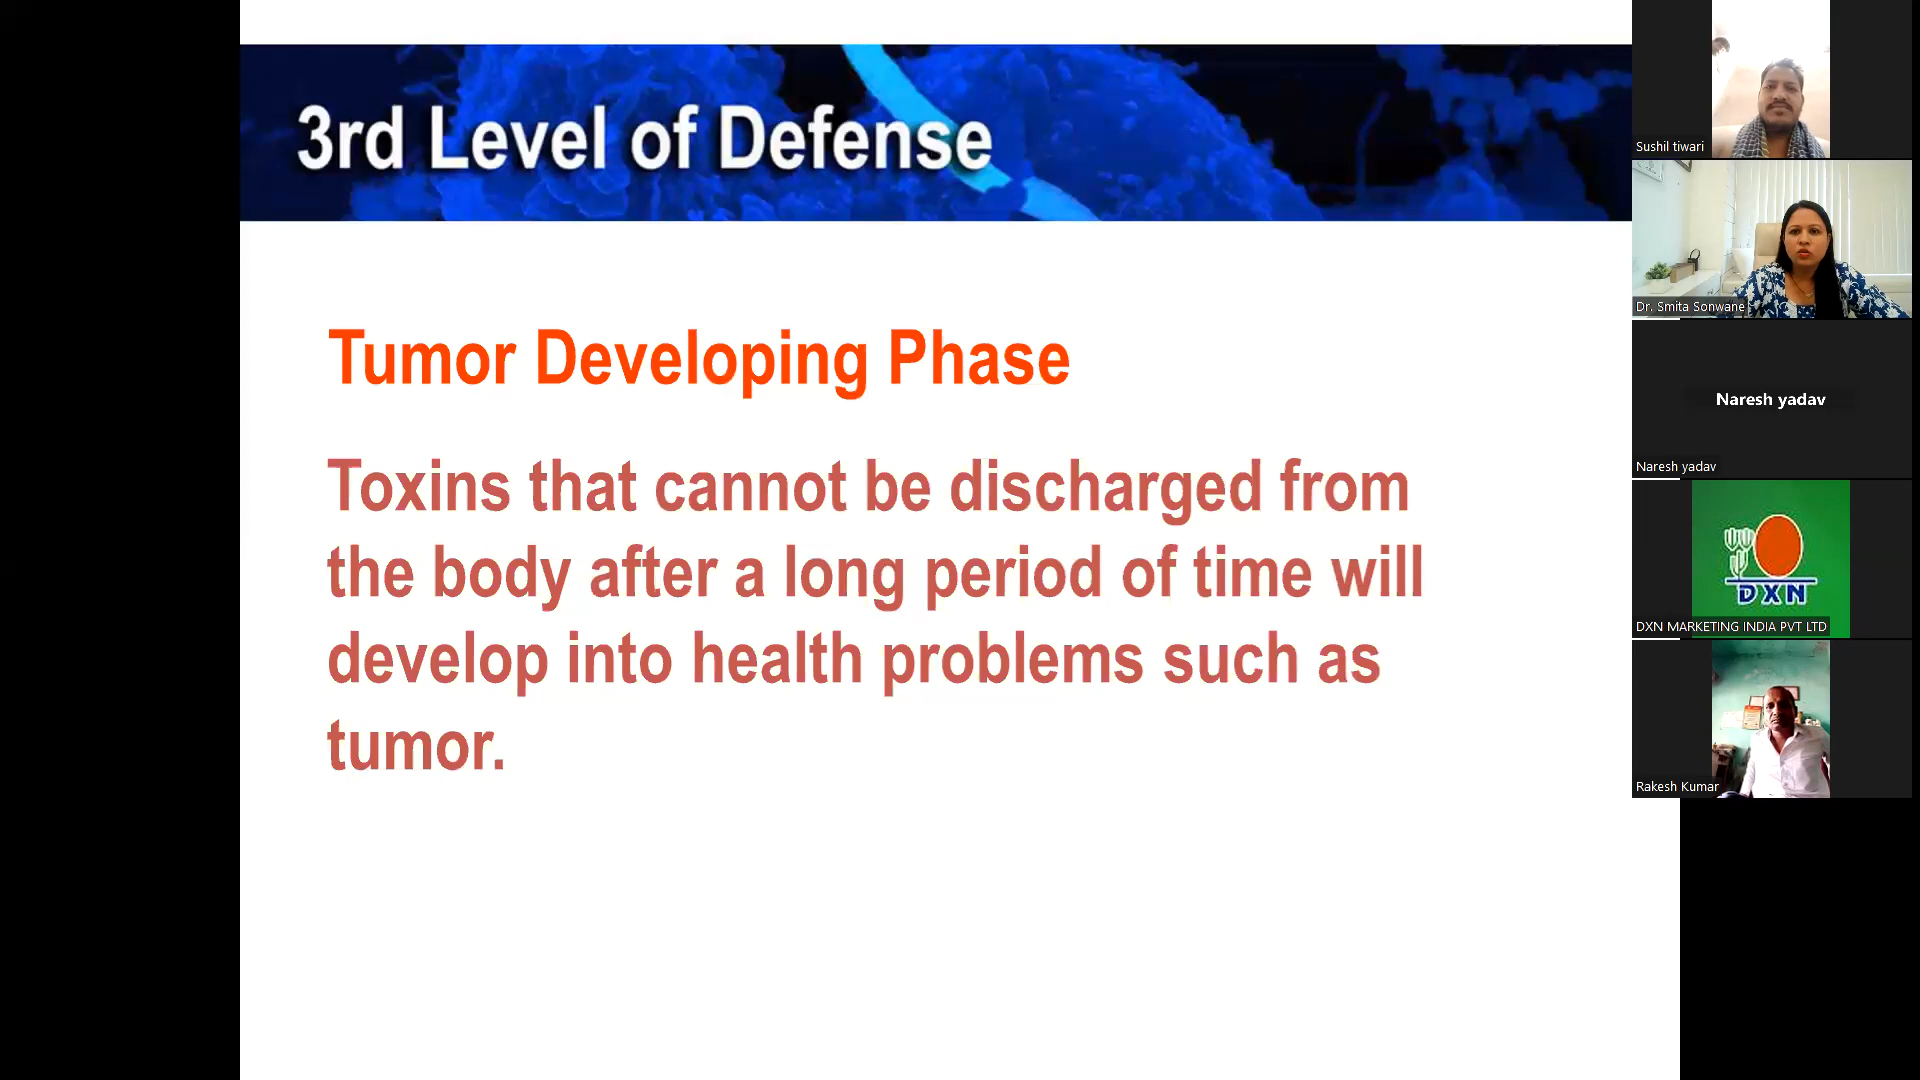 3rd Level of Defense
Tumor Developing Phase
Toxins that cannot be discharged from
the body after a long period of time will
develop into health problems such as
tumor.
Sushil tiwari
Dr. Smita Sonwane
Naresh yadav
Naresh yadav
DXN
DXN MARKETING INDIA PVT LTD
Rakesh Kumar